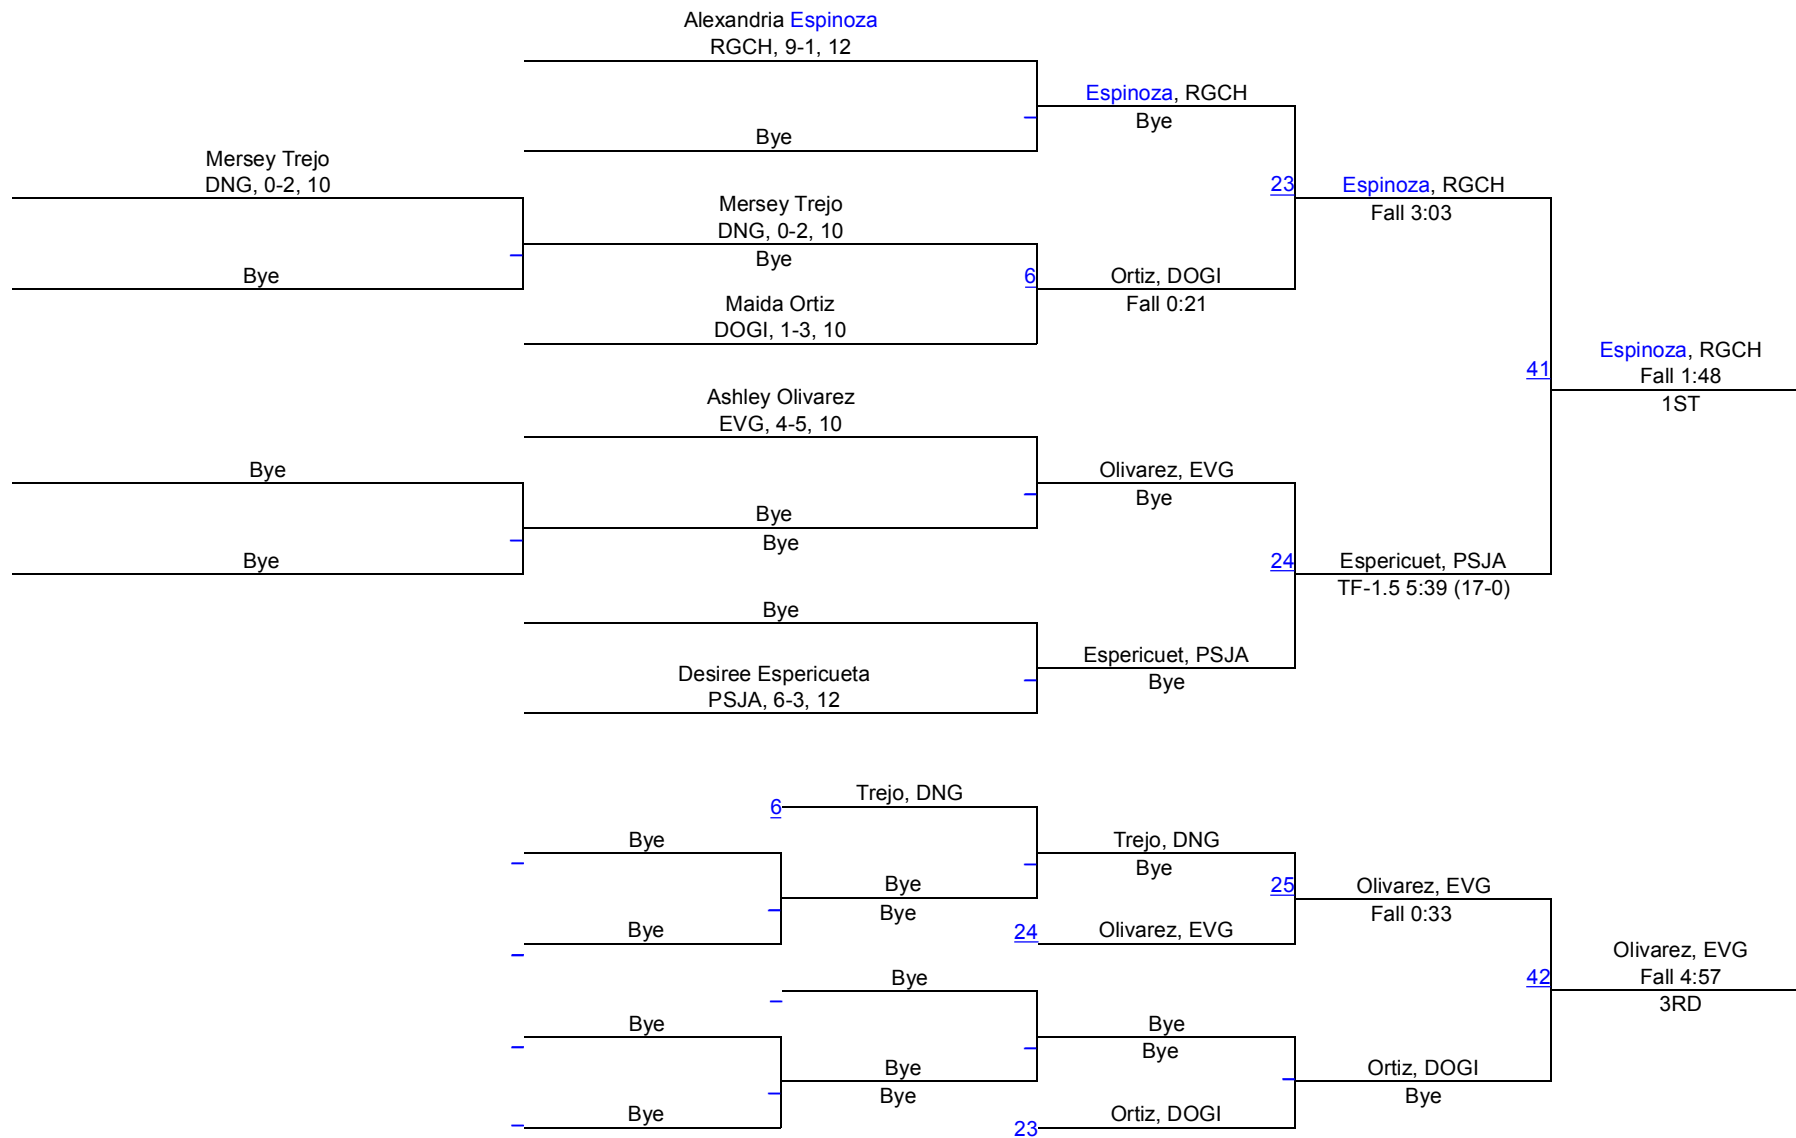 Alexandria Espinoza
RGCH, 9-1, 12
Espinoza, RGCH
Bye
Bye
Mersey Trejo
DNG, 0-2, 10
23
Espinoza, RGCH
Fall 3:03
Mersey Trejo
DNG, 0-2, 10
Bye
Bye
6
Ortiz, DOGI
Fall 0:21
Maida Ortiz
DOGI, 1-3, 10
41
Espinoza, RGCH
Fall 1:48
1ST
Ashley Olivarez
EVG, 4-5, 10
Bye
Olivarez, EVG
Bye
Bye
Bye
Bye
24
Espericuet, PSJA
TF-1.5 5:39 (17-0)
Bye
Espericuet, PSJA
Bye
Desiree Espericueta
PSJA, 6-3, 12
6
Trejo, DNG
Bye
Trejo, DNG
Bye
Bye
Bye
25
Olivarez, EVG
Fall 0:33
Bye
24
Olivarez, EVG
42
Olivarez, EVG
Fall 4:57
3RD
Bye
Bye
Bye
Bye
Bye
Bye
Ortiz, DOGI
Bye
Bye
23
Ortiz, DOGI